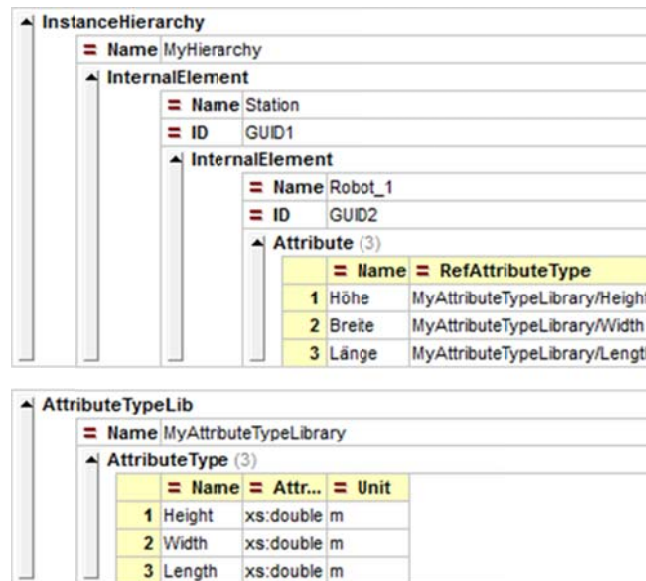 InstanceHierarchy
= Name MyHierarchy
InternalElement
= Name Station
= ID GUID1
InternalElement
= Name Robot_1
= ID GUID2
Attribute (3)
= Name = RefAttributeType
1 Höhe MyAttributeTypeLibrary/Height
2 Breite MyAttributeTypeLibrary/Width
3 Länge MyAttributeTypeLibrary/Lengt
AttributeTypeLib
= Name MyAttrbuteTypeLibrary
AttributeType (3)
= Name = Attr... = Unit
1 Height xs:double m
2 Width xs:double m
3 Length xs:double m